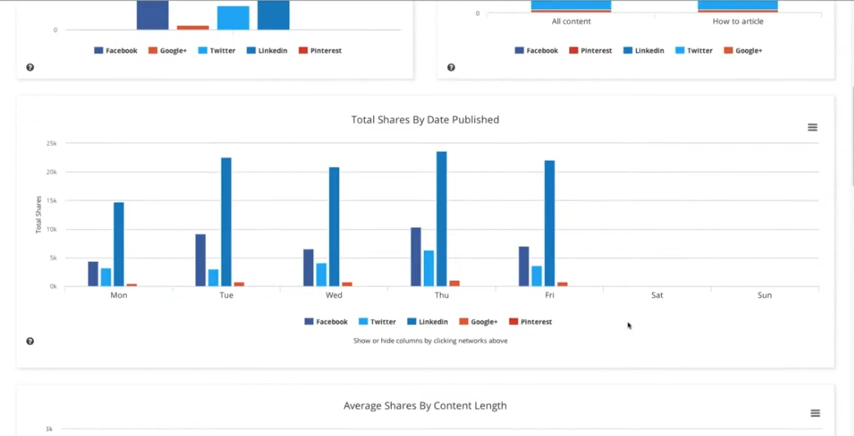 0
Facebook Google+ Twitter Linkedin Pinterest
?
0
All content How to article
Facebook Pinterest Linkedin Twitter Google+
?
Total Shares By Date Published
Total Shares
25k
20k
15k
10k
5k
0k
Mon Tue Wed Thu Fri Sat Sun
Facebook Twitter Linkedin Google+ Pinterest
Show or hide columns by clicking networks above
?
Average Shares By Content Length